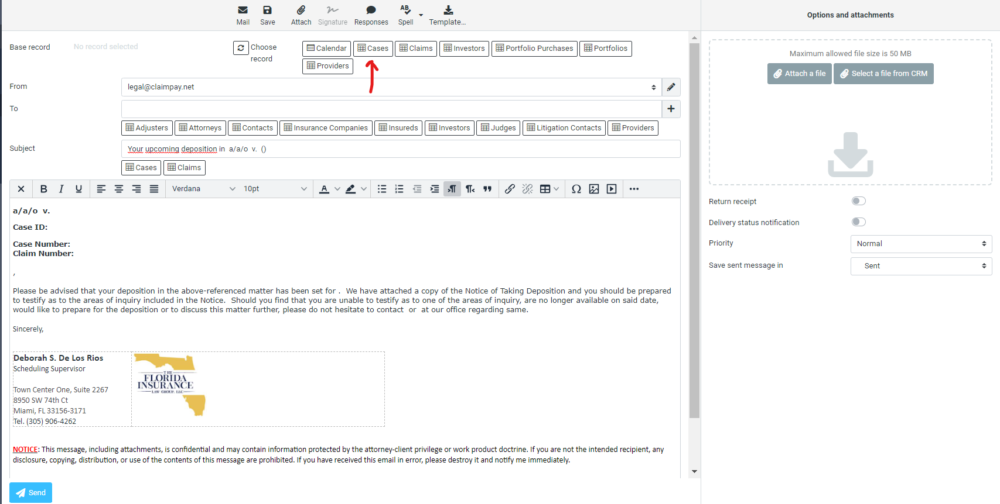 Mail Save Attach Signature Responses Spell Template...
Options and attachments
Base record No record selected Choose record
Calendar Cases Claims Investors Portfolio Purchases Portfolios
Providers
From legal@claimpay.net
To
Adjusters Attorneys Contacts Insurance Companies Insureds Investors Judges Litigation Contacts Providers
Subject Your upcoming deposition in a/a/o v. ()
Cases Claims
B I U Verdana 10pt A
a/a/o v.
Case ID:
Case Number:
Claim Number:
,
Please be advised that your deposition in the above-referenced matter has been set for . We have attached a copy of the Notice of Taking Deposition and you should be prepared
to testify as to the areas of inquiry included in the Notice. Should you find that you are unable to testify as to one of the areas of inquiry, are no longer available on said date,
would like to prepare for the deposition or to discuss this matter further, please do not hesitate to contact or at our office regarding same.
Sincerely,
Deborah S. De Los Rios
Scheduling Supervisor
Town Center One, Suite 2267
8950 SW 74th Ct
Miami, FL 33156-3171
Tel. (305) 906-4262
THE
FLORIDA
INSURANCE
LAW GROUP, LLC
NOTICE: This message, including attachments, is confidential and may contain information protected by the attorney-client privilege or work product doctrine. If you are not the intended recipient, any
disclosure, copying, distribution, or use of the contents of this message are prohibited. If you have received this email in error, please destroy it and notify me immediately.
Send
Maximum allowed file size is 50 MB
Attach a file Select a file from CRM
Return receipt
Delivery status notification
Priority Normal
Save sent message in Sent